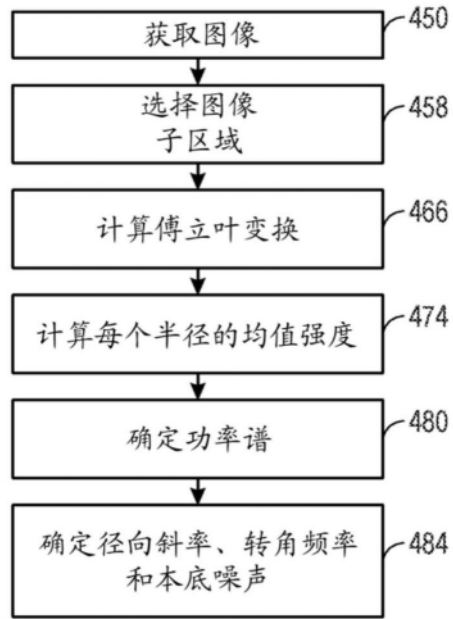 获取图像
450
选择图像
子区域
458
计算傅立叶变换
466
计算每个半径的均值强度
474
确定功率谱
480
确定径向斜率、转角频率
和本底噪声
484